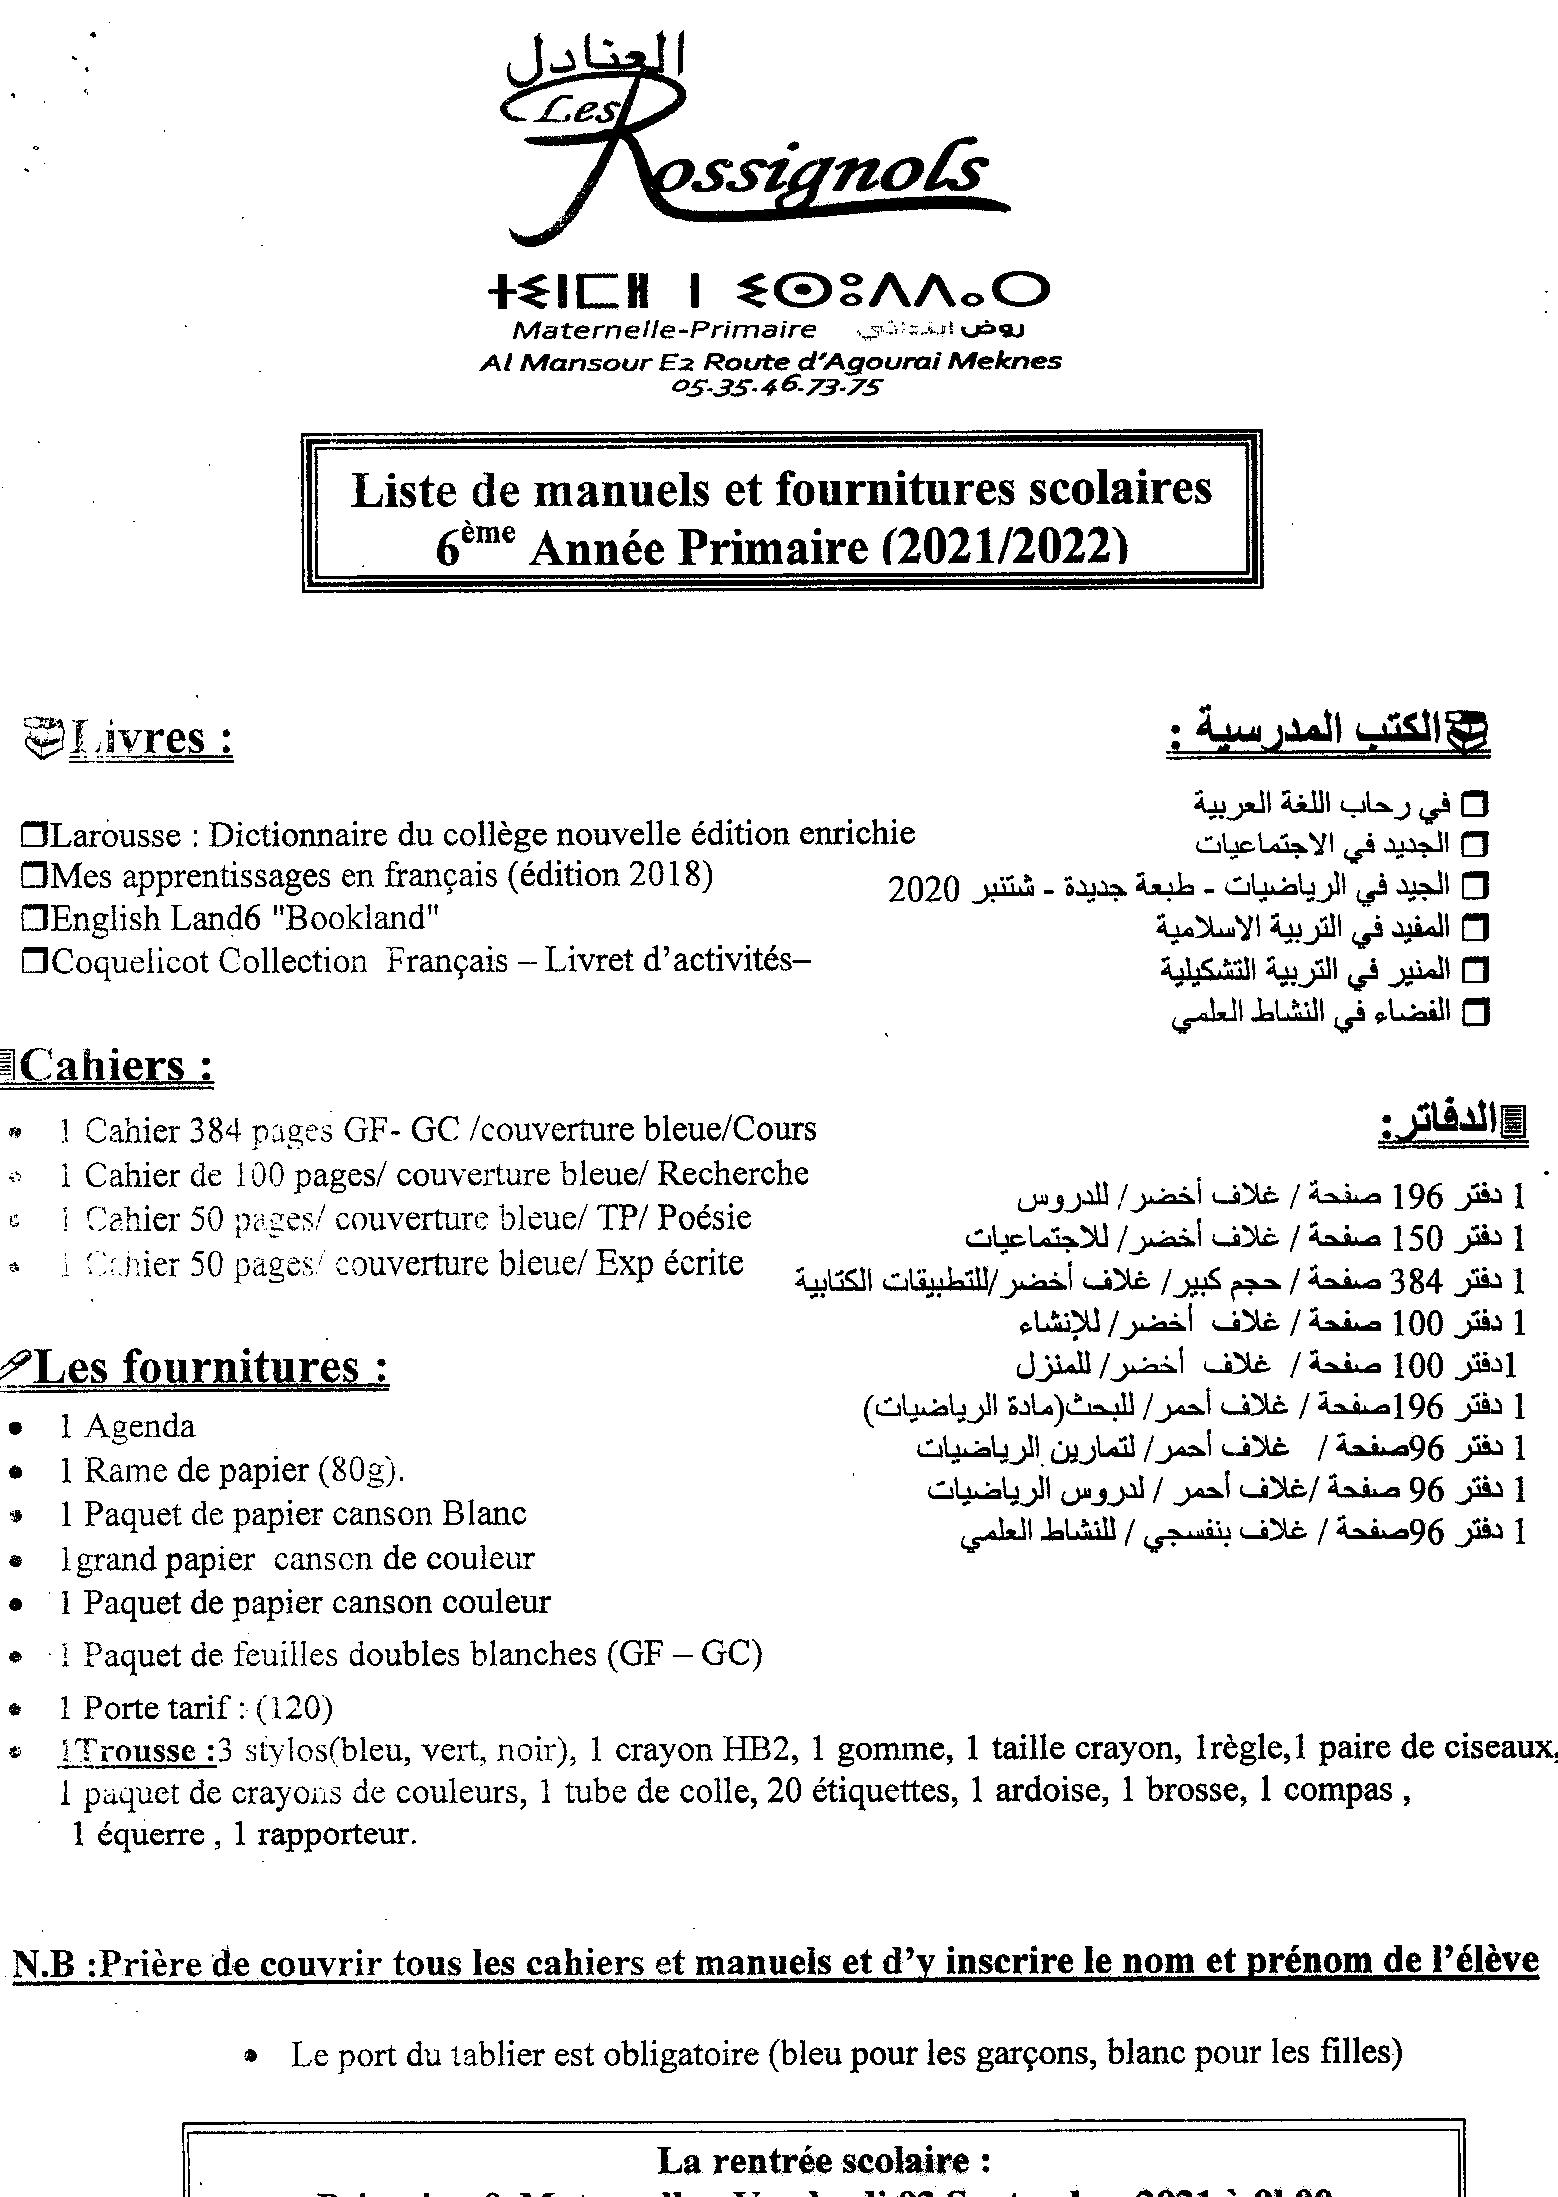 العنادل
Les Rossignols
ⵜⵉⵏⵎⵍ ⵏ ⵉⵙⵓⴷⴷⴰⵔ
Maternelle-Primaire روض
Al Mansour E2 Route d'Agourai Meknes
05-35-46-73-75
Liste de manuels et fournitures scolaires
6ème Année Primaire (2021/2022)
Livres :
Larousse : Dictionnaire du collège nouvelle édition enrichie
Mes apprentissages en français (édition 2018)
English Land6 "Bookland"
Coquelicot Collection Français – Livret d'activités–
الكتب المدرسية :
في رحاب اللغة العربية
الجديد في الاجتماعيات
الجيد في الرياضيات - طبعة جديدة - شتنبر 2020
المفيد في التربية الاسلامية
المنير في التربية التشكيلية
الفضاء في النشاط العلمي
Cahiers :
• 1 Cahier 384 pages GF- GC /couverture bleue/Cours
• 1 Cahier de 100 pages/ couverture bleue/ Recherche
• 1 Cahier 50 pages/ couverture bleue/ TP/ Poésie
• 1 Cahier 50 pages/ couverture bleue/ Exp écrite
الدفاتر:
1 دفتر 196 صفحة / غلاف أخضر/ للدروس
1 دفتر 150 صفحة / غلاف أخضر/ للاجتماعيات
1 دفتر 384 صفحة / حجم كبير/ غلاف أخضر/للتطبيقات الكتابية
1 دفتر 100 صفحة / غلاف أخضر/ للإنشاء
1دفتر 100 صفحة / غلاف أخضر/ للمنزل
1 دفتر 196صفحة / غلاف أحمر/ للبحث(مادة الرياضيات)
1 دفتر 96صفحة / غلاف أحمر/ لتمارين الرياضيات
1 دفتر 96 صفحة /غلاف أحمر / لدروس الرياضيات
1 دفتر 96صفحة / غلاف بنفسجي / للنشاط العلمي
Les fournitures :
• 1 Agenda
• 1 Rame de papier (80g).
• 1 Paquet de papier canson Blanc
• 1grand papier canson de couleur
• 1 Paquet de papier canson couleur
• 1 Paquet de feuilles doubles blanches (GF – GC)
• 1 Porte tarif : (120)
• 1Trousse :3 stylos(bleu, vert, noir), 1 crayon HB2, 1 gomme, 1 taille crayon, 1règle,1 paire de ciseaux,
1 paquet de crayons de couleurs, 1 tube de colle, 20 étiquettes, 1 ardoise, 1 brosse, 1 compas ,
1 équerre , 1 rapporteur.
N.B :Prière de couvrir tous les cahiers et manuels et d'y inscrire le nom et prénom de l'élève
• Le port du tablier est obligatoire (bleu pour les garçons, blanc pour les filles)
La rentrée scolaire :